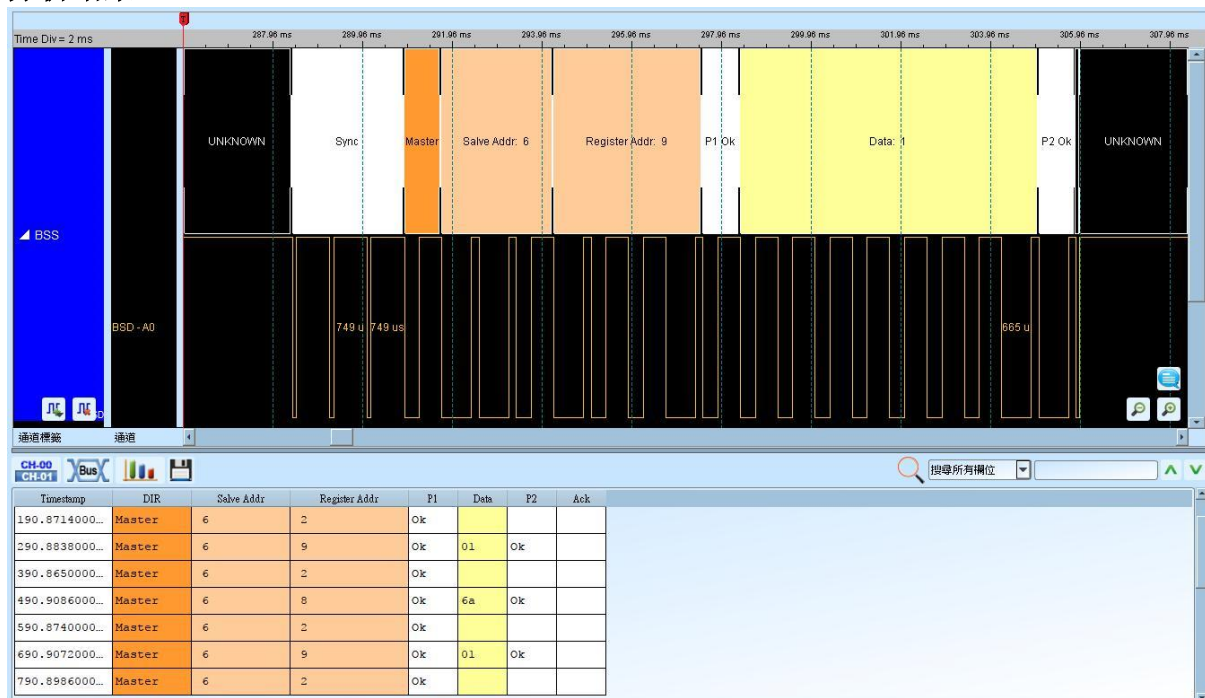 Time Div = 2 ms
287.96 ms 289.96 ms 291.96 ms 293.96 ms 295.96 ms 297.96 ms 299.96 ms 301.96 ms 303.96 ms 305.96 ms 307.96 ms
UNKNOWN Sync Master Salve Addr: 6 Register Addr: 9 P1 Ok Data: 1 P2 Ok UNKNOWN
BSS
BSD - A0
749 u 749 us 665 u
通道標籤 通道
CH-00
CH-01
Bus
搜尋所有欄位
Timestamp DIR Salve Addr Register Addr P1 Data P2 Ack
190.8714000... Master 6 2 Ok
290.8838000... Master 6 9 Ok 01 Ok
390.8650000... Master 6 2 Ok
490.9086000... Master 6 8 Ok 6a Ok
590.8740000... Master 6 2 Ok
690.9072000... Master 6 9 Ok 01 Ok
790.8986000... Master 6 2 Ok